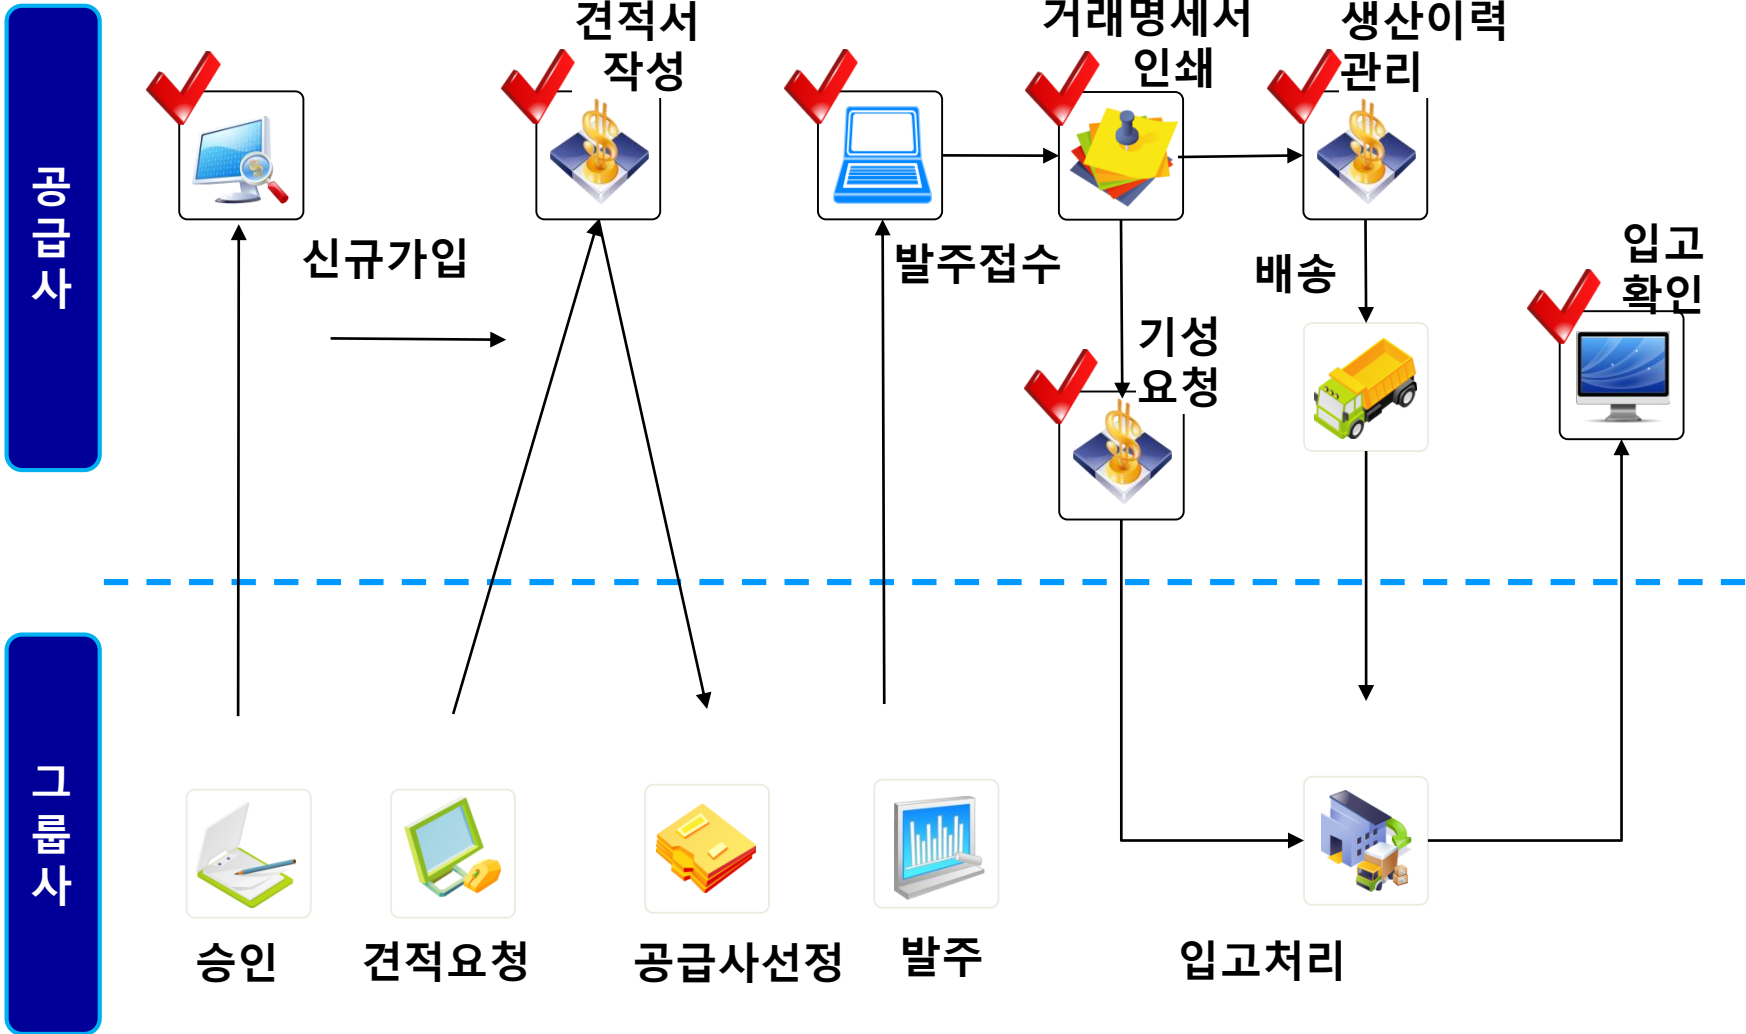 공
급
사
견적서
작성
거래명세서
인쇄
생산이력
관리
신규가입
발주접수
배송
입고
확인
기성
요청
그
룹
사
승인
견적요청
공급사선정
발주
입고처리